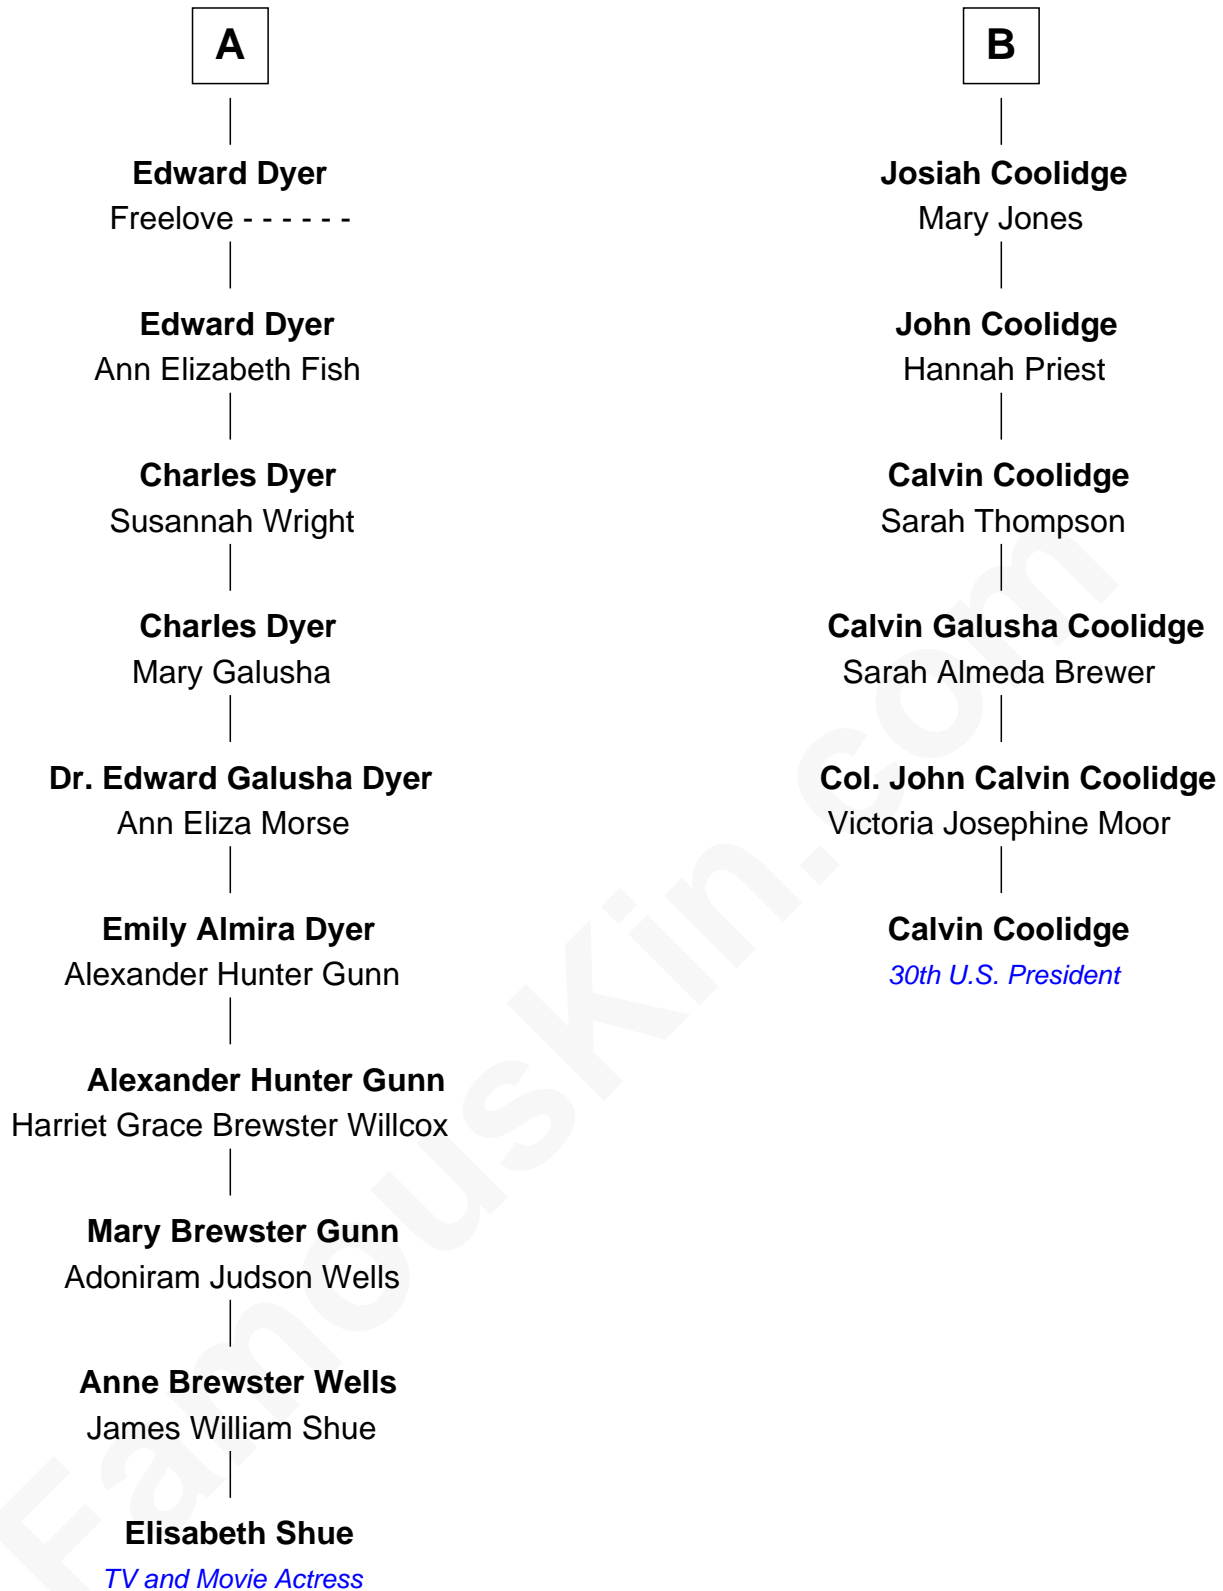 A
Edward Dyer
Freelove - - - - - -
Edward Dyer
Ann Elizabeth Fish
Charles Dyer
Susannah Wright
Charles Dyer
Mary Galusha
Dr. Edward Galusha Dyer
Ann Eliza Morse
Emily Almira Dyer
Alexander Hunter Gunn
Alexander Hunter Gunn
Harriet Grace Brewster Willcox
Mary Brewster Gunn
Adoniram Judson Wells
Anne Brewster Wells
James William Shue
Elisabeth Shue
TV and Movie Actress
B
Josiah Coolidge
Mary Jones
John Coolidge
Hannah Priest
Calvin Coolidge
Sarah Thompson
Calvin Galusha Coolidge
Sarah Almeda Brewer
Col. John Calvin Coolidge
Victoria Josephine Moor
Calvin Coolidge
30th U.S. President
FamousKin.com